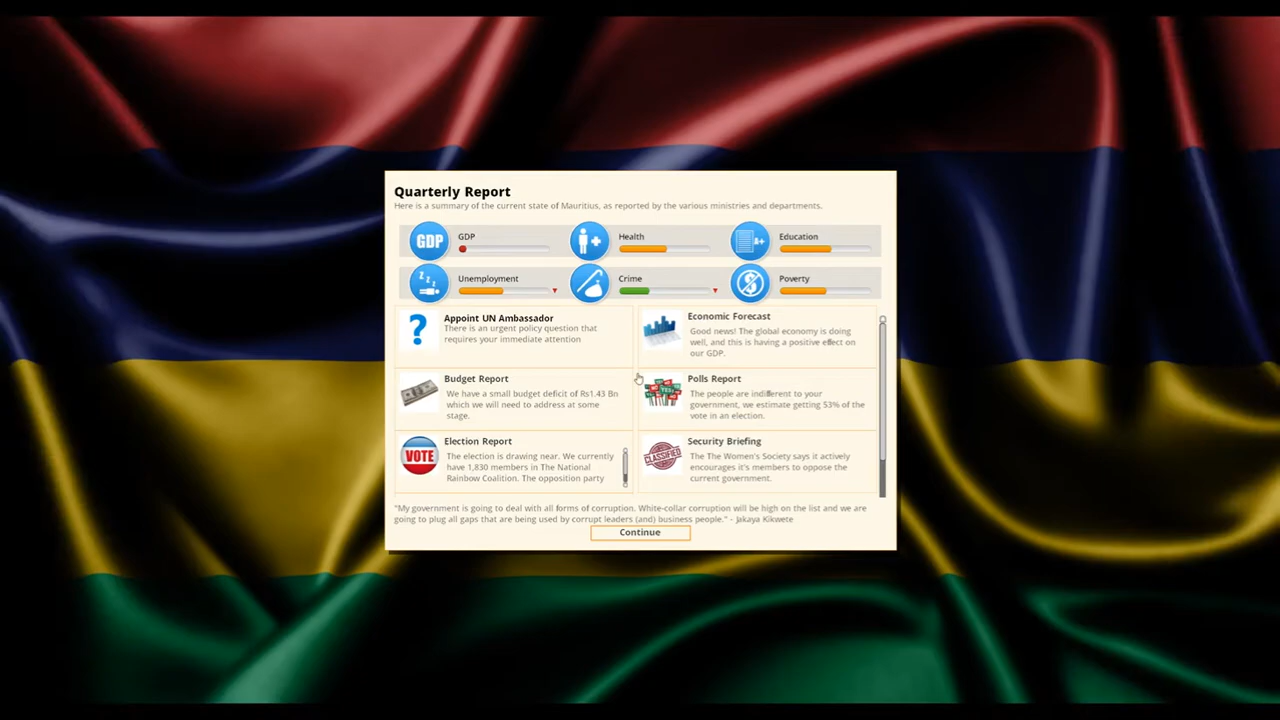 Quarterly Report
Here is a summary of the current state of Mauritius, as reported by the various ministries and departments.
GDP
GDP
Health
Education
A+
Unemployment
Crime
Poverty
Appoint UN Ambassador
There is an urgent policy question that
requires your immediate attention
Economic Forecast
Good news! The global economy is doing
well, and this is having a positive effect on
our GDP.
Budget Report
We have a small budget deficit of Rs1.43 Bn
which we will need to address at some
stage.
Polls Report
The people are indifferent to your
government, we estimate getting 53% of the
vote in an election.
VOTE
Election Report
The election is drawing near. We currently
have 1,830 members in The National
Rainbow Coalition. The opposition party
CLASSIFIED
Security Briefing
The The Women's Society says it actively
encourages it's members to oppose the
current government.
"My government is going to deal with all forms of corruption. White-collar corruption will be high on the list and we are
going to plug all gaps that are being used by corrupt leaders (and) business people." - Jakaya Kikwete
Continue